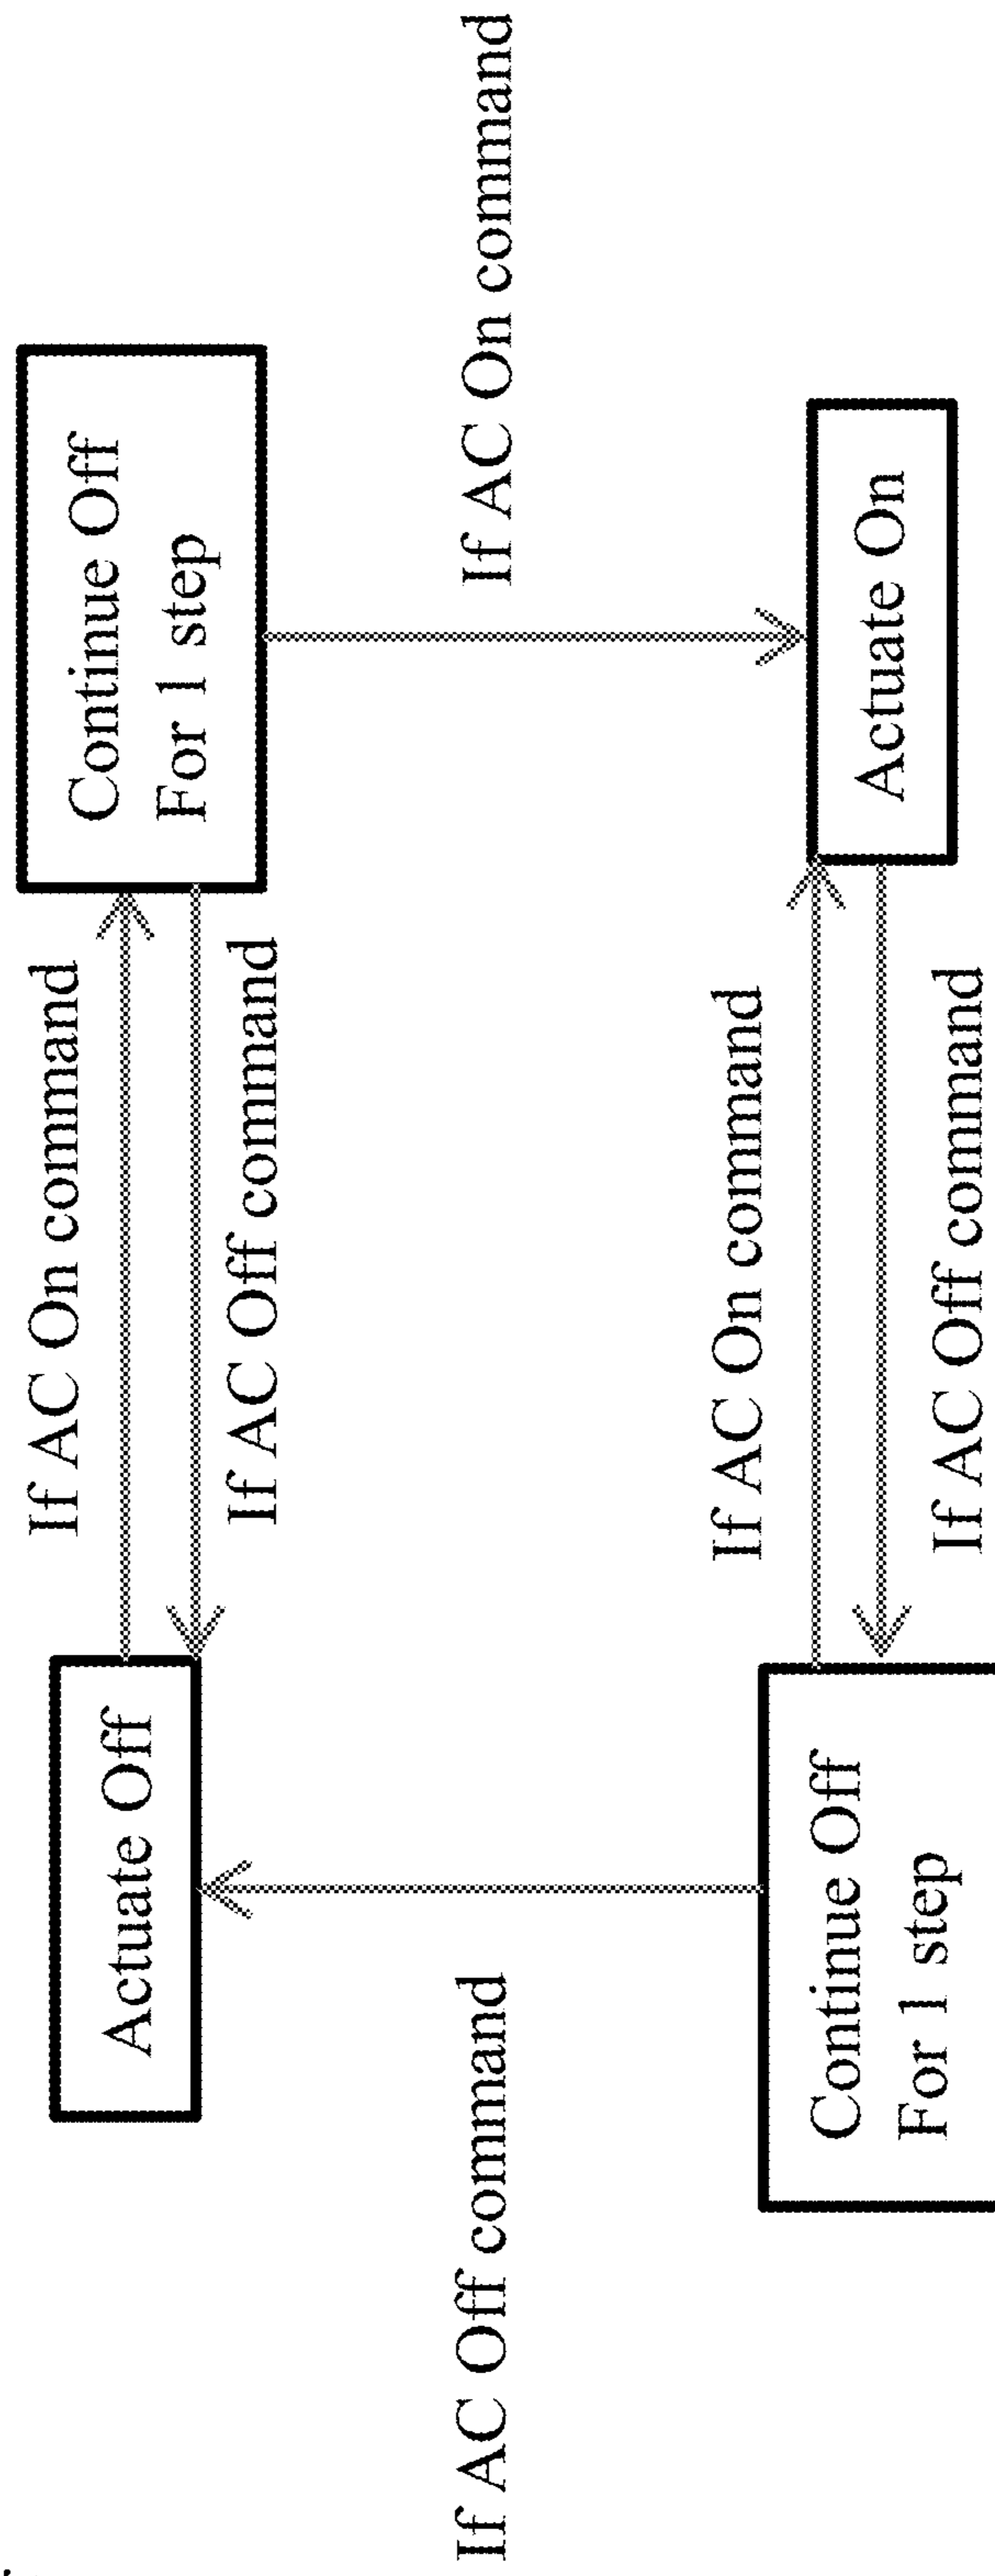 If AC On command
Actuate Off
Continue Off
For 1 step
If AC Off command
If AC Off command
If AC On command
If AC On command
Continue Off
For 1 step
Actuate On
If AC Off command